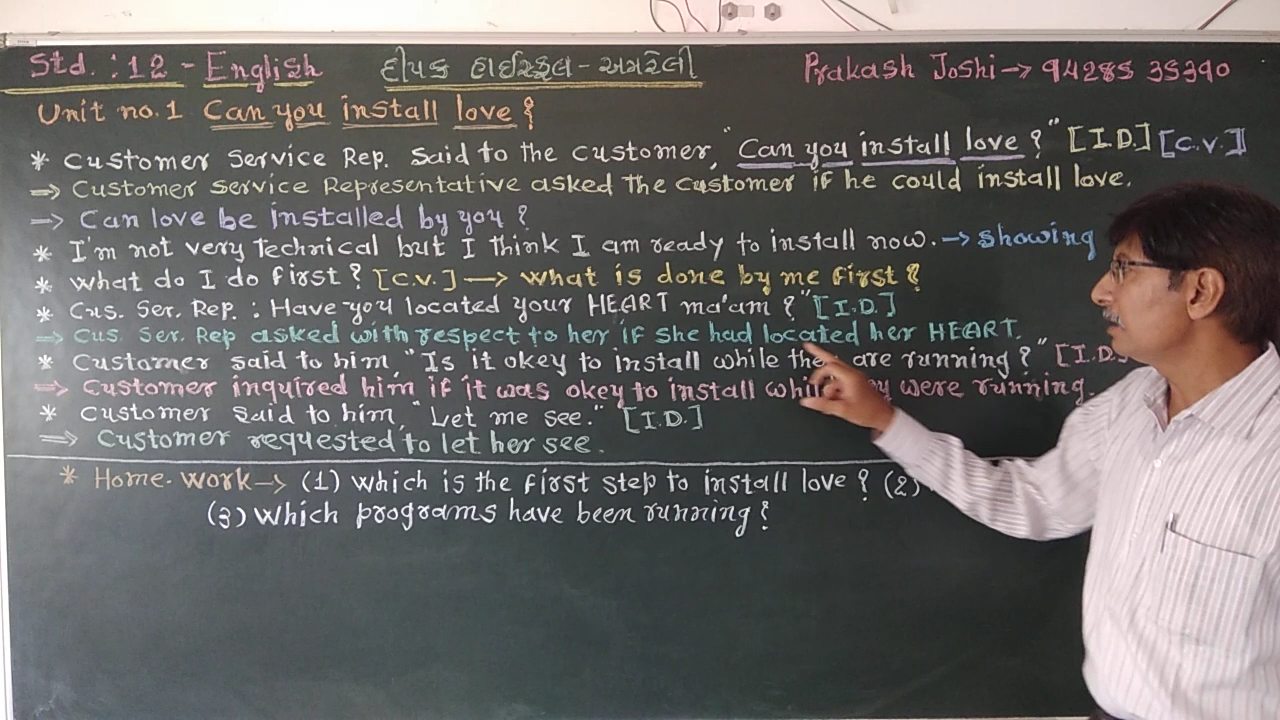 Std. : 12 - English દીપક હાઈસ્કૂલ - અમરેલી Prakash Joshi → 94285 35390
Unit no. 1 Can you install love?
* Customer Service Rep. said to the customer, "Can you install love?" [I.D.] [C.V.]
⇒ Customer service Representative asked the customer if he could install love.
⇒ Can love be installed by you?
* I'm not very technical but I think I am ready to install now. → showing
* What do I do first? [C.V.] → What is done by me first?
* Cus. Ser. Rep. : Have you located your HEART ma'am?" [I.D.]
⇒ Cus. Ser. Rep asked with respect to her if she had located her HEART.
* Customer said to him, "Is it okey to install while are running?" [I.D.
⇒ Customer inquired him if it was okey to install were running.
* Customer said to him, "Let me see." [I.D.]
⇒ Customer requested to let her see.
* Home. Work → (1) Which is the first step to install love? (2)
(3) Which programs have been running?